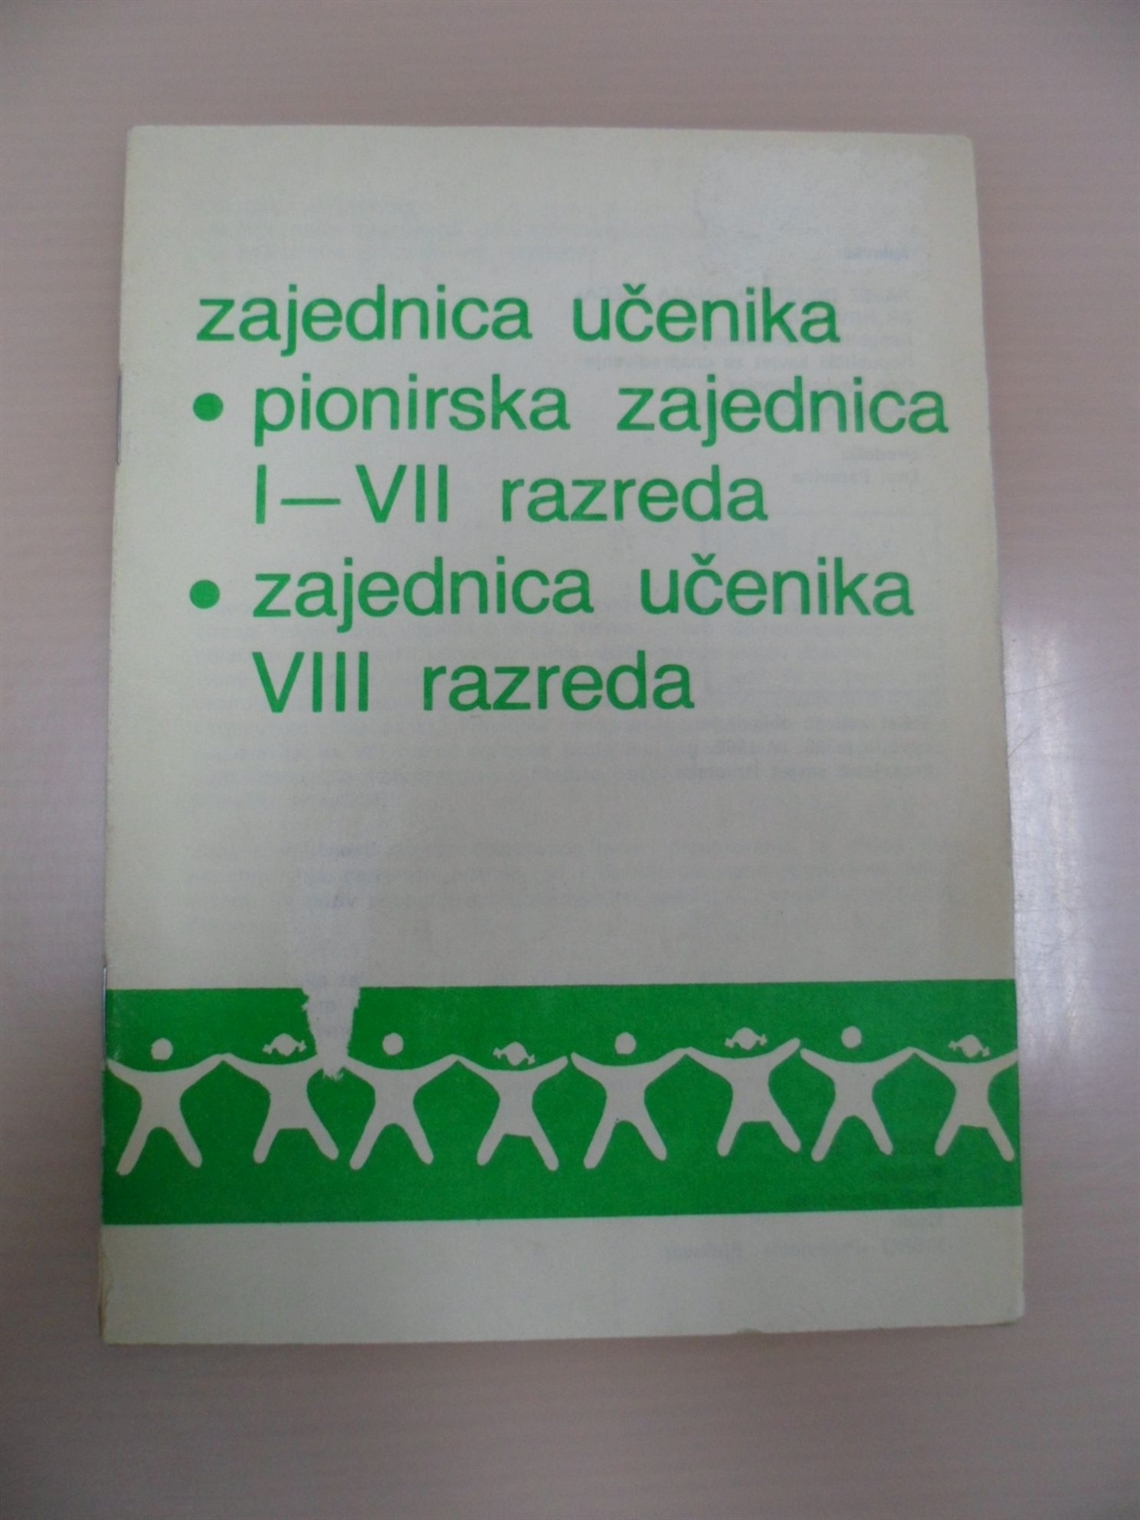 zajednica učenika
• pionirska zajednica
I—VII razreda
• zajednica učenika
VIII razreda